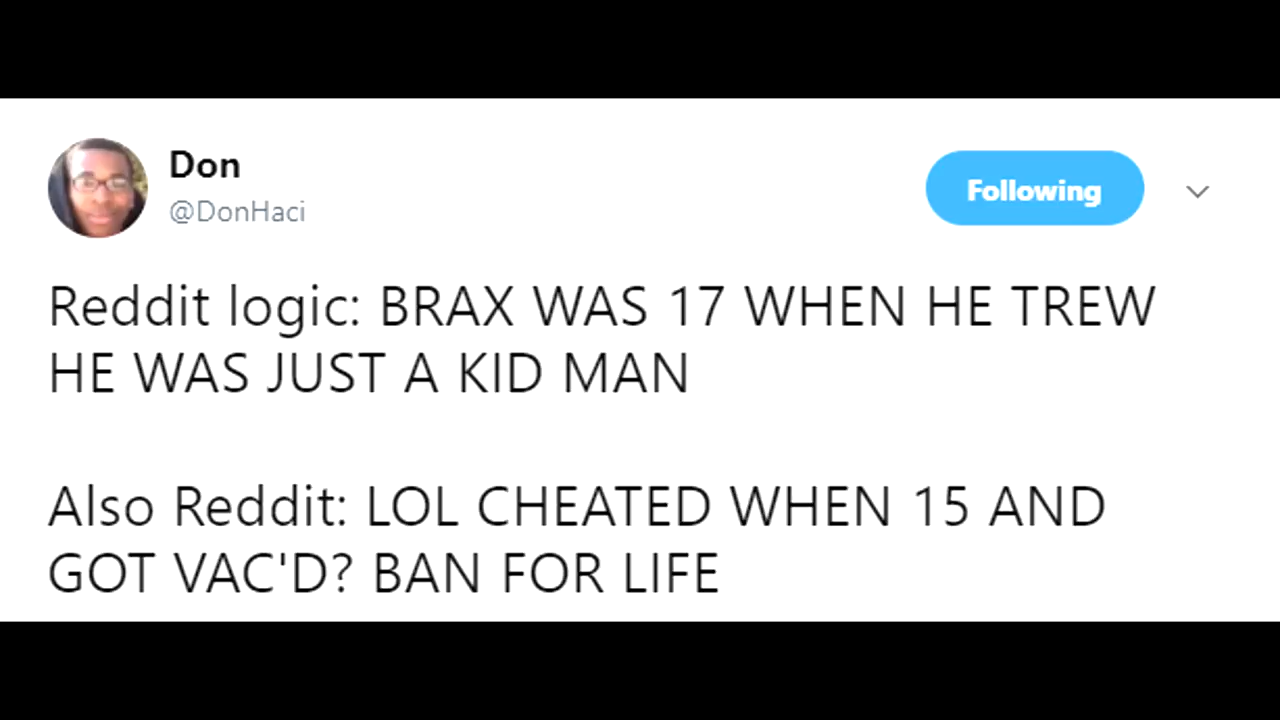 Don
@DonHaci
Following
Reddit logic: BRAX WAS 17 WHEN HE TREW
HE WAS JUST A KID MAN
Also Reddit: LOL CHEATED WHEN 15 AND
GOT VAC'D? BAN FOR LIFE